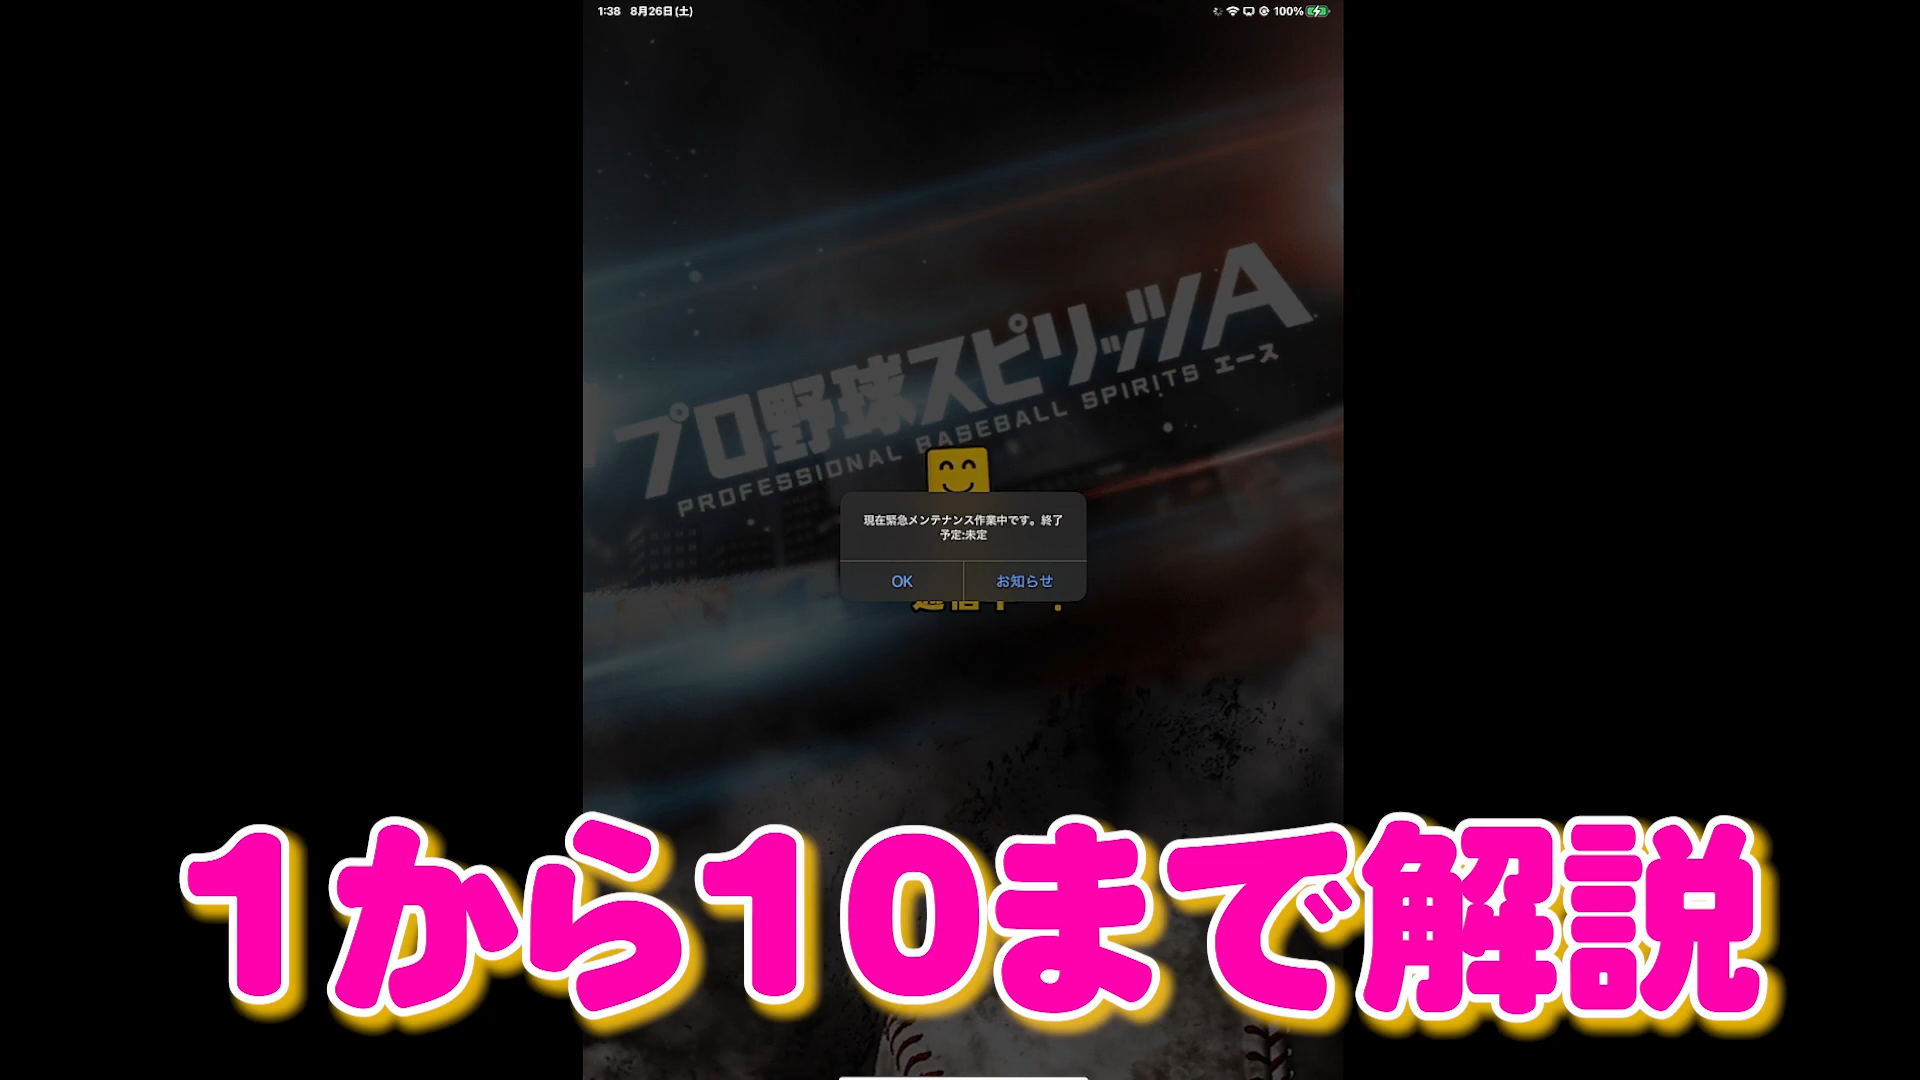 1:38 8月26日(土)
100%
プロ野球スピリッツA
PROFESSIONAL BASEBALL SPIRITS エース
現在緊急メンテナンス作業中です。終了
予定:未定
OK お知らせ
通信中
1から10まで解説